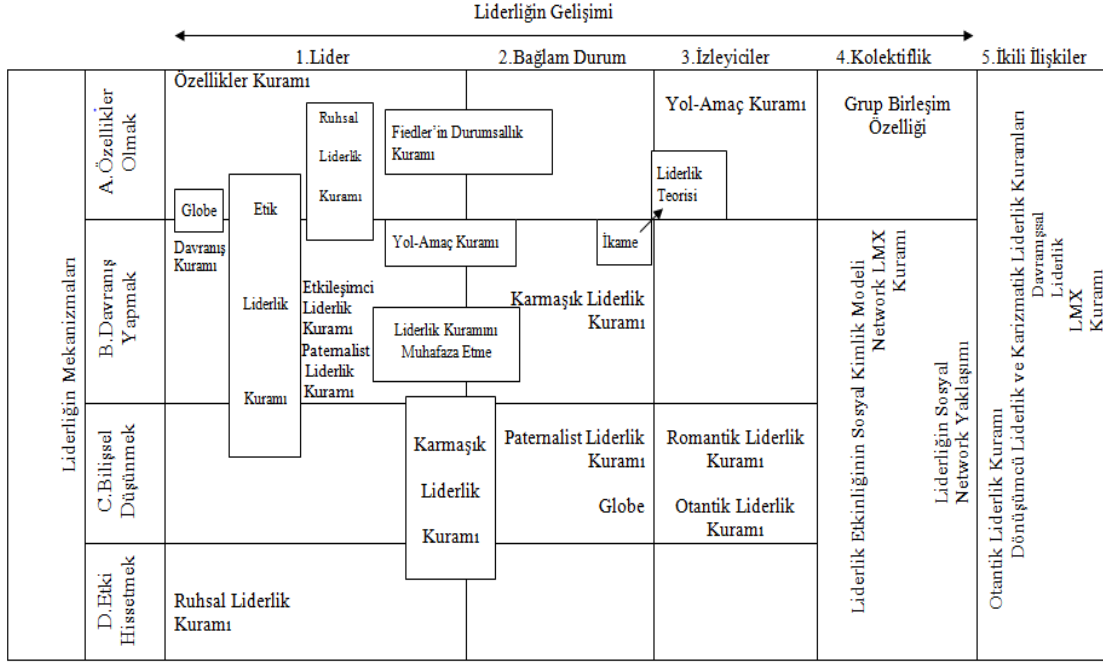 Liderliğin Gelişimi
1.Lider
2.Bağlam Durum
3.İzleyiciler
4.Kolektiflik
5.İkili İlişkiler
Liderliğin Mekanizmaları
A.Özellikler
Olmak
Özellikler Kuramı
Ruhsal
Liderlik
Kuramı
Fiedler'in Durumsallık
Kuramı
Yol-Amaç Kuramı
Grup Birleşim
Özelliği
Liderlik
Teorisi
Globe
Etik
Liderlik
Kuramı
B.Davranış
Yapmak
Davranış
Kuramı
Yol-Amaç Kuramı
İkame
Etkileşimci
Liderlik
Kuramı
Paternalist
Liderlik
Kuramı
Liderlik Kuramını
Muhafaza Etme
Karmaşık Liderlik
Kuramı
C.Bilişsel
Düşünmek
Karmaşık
Liderlik
Kuramı
Paternalist Liderlik
Kuramı
Globe
Romantik Liderlik
Kuramı
Otantik Liderlik
Kuramı
D.Etki
Hissetmek
Ruhsal Liderlik
Kuramı
Liderlik Etkinliğinin Sosyal Kimlik Modeli
Network LMX
Kuramı
Liderliğin Sosyal
Network Yaklaşımı
Otantik Liderlik Kuramı
Dönüşümcü Liderlik ve Karizmatik Liderlik Kuramları
Davranışsal
Liderlik
LMX
Kuramı